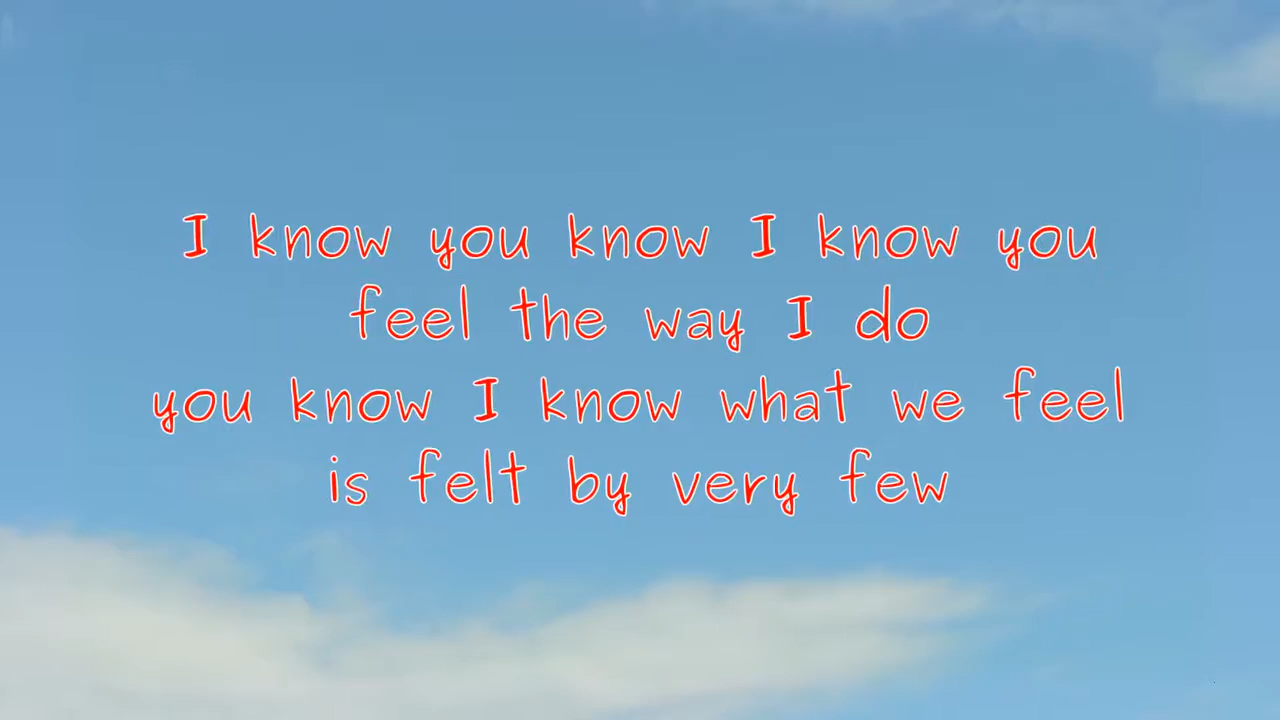 I know you know I know you
feel the way I do
you know I know what we feel
is felt by very few